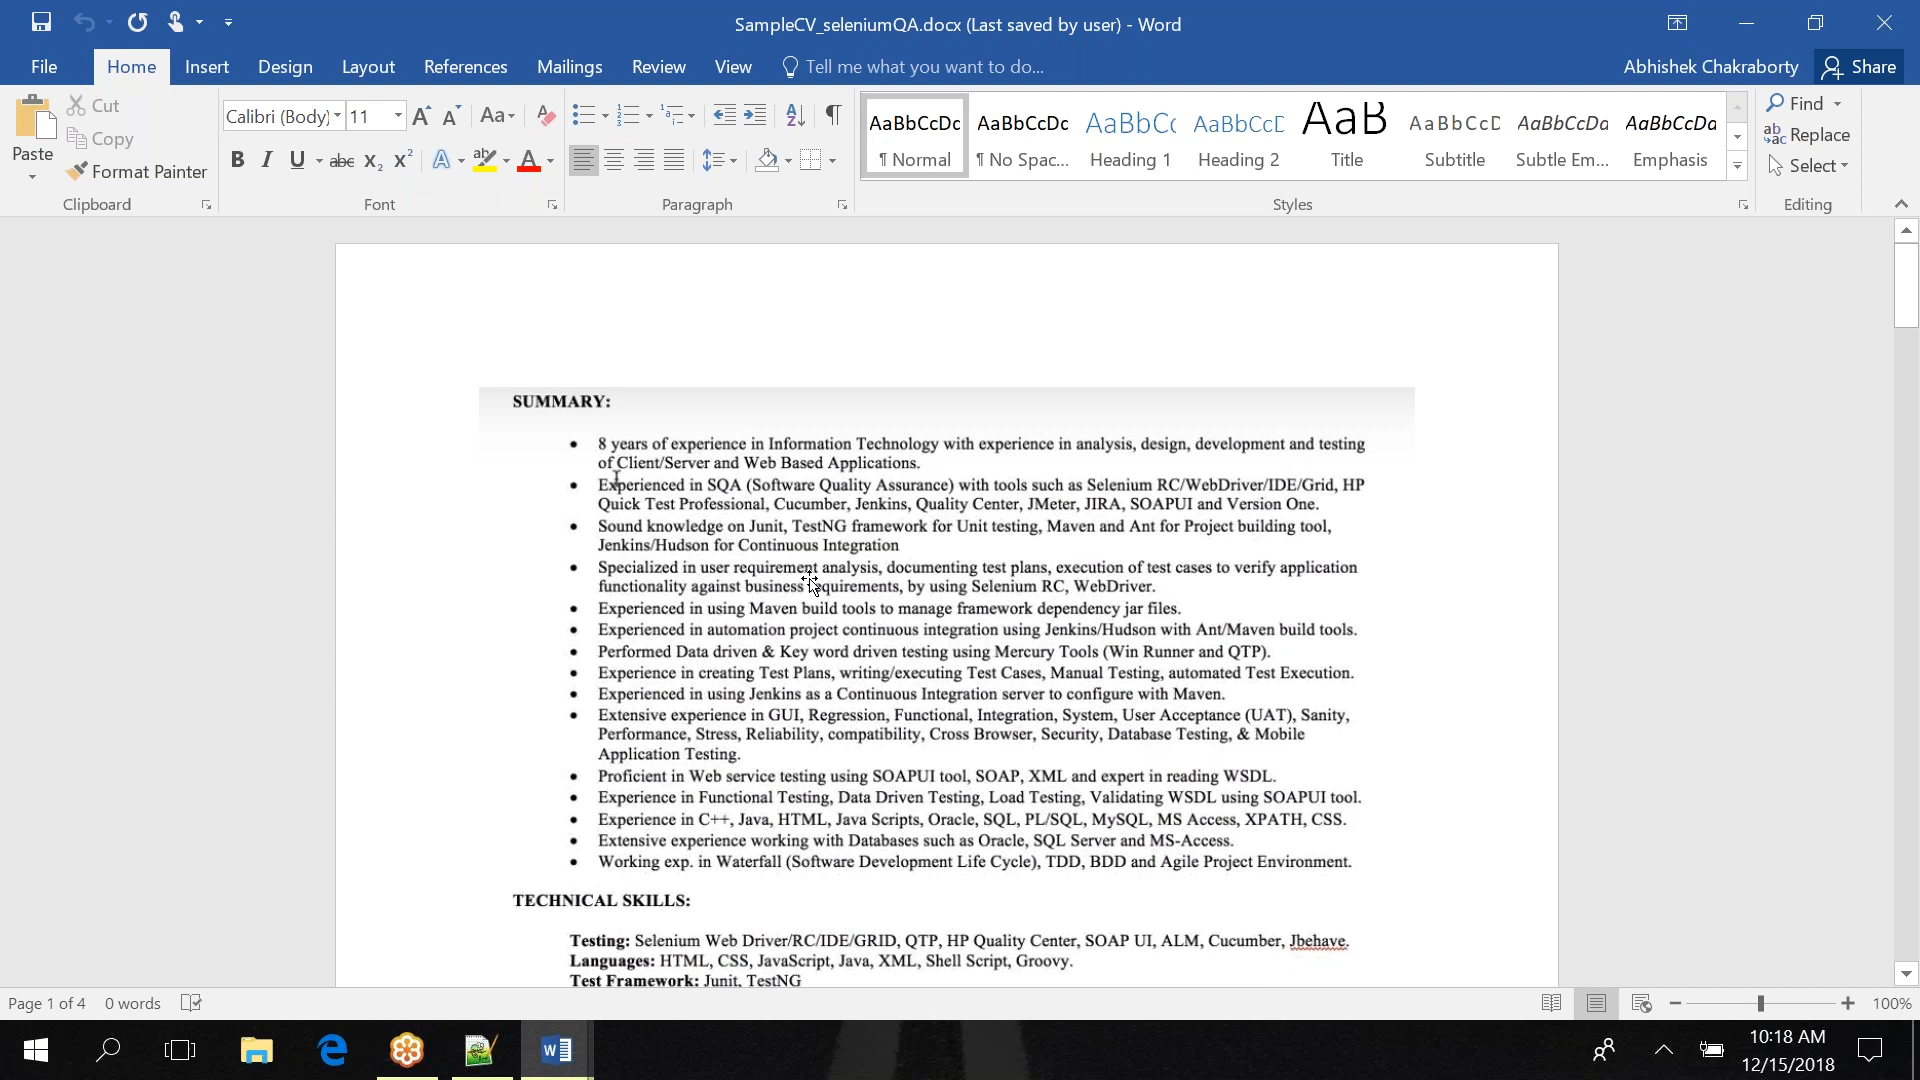 SampleCV_seleniumQA.docx (Last saved by user) - Word
File Home Insert Design Layout References Mailings Review View Tell me what you want to do... Abhishek Chakraborty Share
Paste
Cut
Copy
Format Painter
Clipboard
Calibri (Body) 11
Font
Paragraph
AaBbCcDc AaBbCcDc AaBbCc AaBbCcD AaB AaBbCcD AaBbCcDa AaBbCcDa
¶ Normal ¶ No Spac... Heading 1 Heading 2 Title Subtitle Subtle Em... Emphasis
Styles
Find
Replace
Select
Editing
SUMMARY:
• 8 years of experience in Information Technology with experience in analysis, design, development and testing
of Client/Server and Web Based Applications.
• Experienced in SQA (Software Quality Assurance) with tools such as Selenium RC/WebDriver/IDE/Grid, HP
Quick Test Professional, Cucumber, Jenkins, Quality Center, JMeter, JIRA, SOAPUI and Version One.
• Sound knowledge on Junit, TestNG framework for Unit testing, Maven and Ant for Project building tool,
Jenkins/Hudson for Continuous Integration
• Specialized in user requirement analysis, documenting test plans, execution of test cases to verify application
functionality against business requirements, by using Selenium RC, WebDriver.
• Experienced in using Maven build tools to manage framework dependency jar files.
• Experienced in automation project continuous integration using Jenkins/Hudson with Ant/Maven build tools.
• Performed Data driven & Key word driven testing using Mercury Tools (Win Runner and QTP).
• Experience in creating Test Plans, writing/executing Test Cases, Manual Testing, automated Test Execution.
• Experienced in using Jenkins as a Continuous Integration server to configure with Maven.
• Extensive experience in GUI, Regression, Functional, Integration, System, User Acceptance (UAT), Sanity,
Performance, Stress, Reliability, compatibility, Cross Browser, Security, Database Testing, & Mobile
Application Testing.
• Proficient in Web service testing using SOAPUI tool, SOAP, XML and expert in reading WSDL.
• Experience in Functional Testing, Data Driven Testing, Load Testing, Validating WSDL using SOAPUI tool.
• Experience in C++, Java, HTML, Java Scripts, Oracle, SQL, PL/SQL, MySQL, MS Access, XPATH, CSS.
• Extensive experience working with Databases such as Oracle, SQL Server and MS-Access.
• Working exp. in Waterfall (Software Development Life Cycle), TDD, BDD and Agile Project Environment.
TECHNICAL SKILLS:
Testing: Selenium Web Driver/RC/IDE/GRID, QTP, HP Quality Center, SOAP UI, ALM, Cucumber, Jbehave.
Languages: HTML, CSS, JavaScript, Java, XML, Shell Script, Groovy.
Test Framework: Junit, TestNG
Page 1 of 4 0 words 100%
10:18 AM
12/15/2018